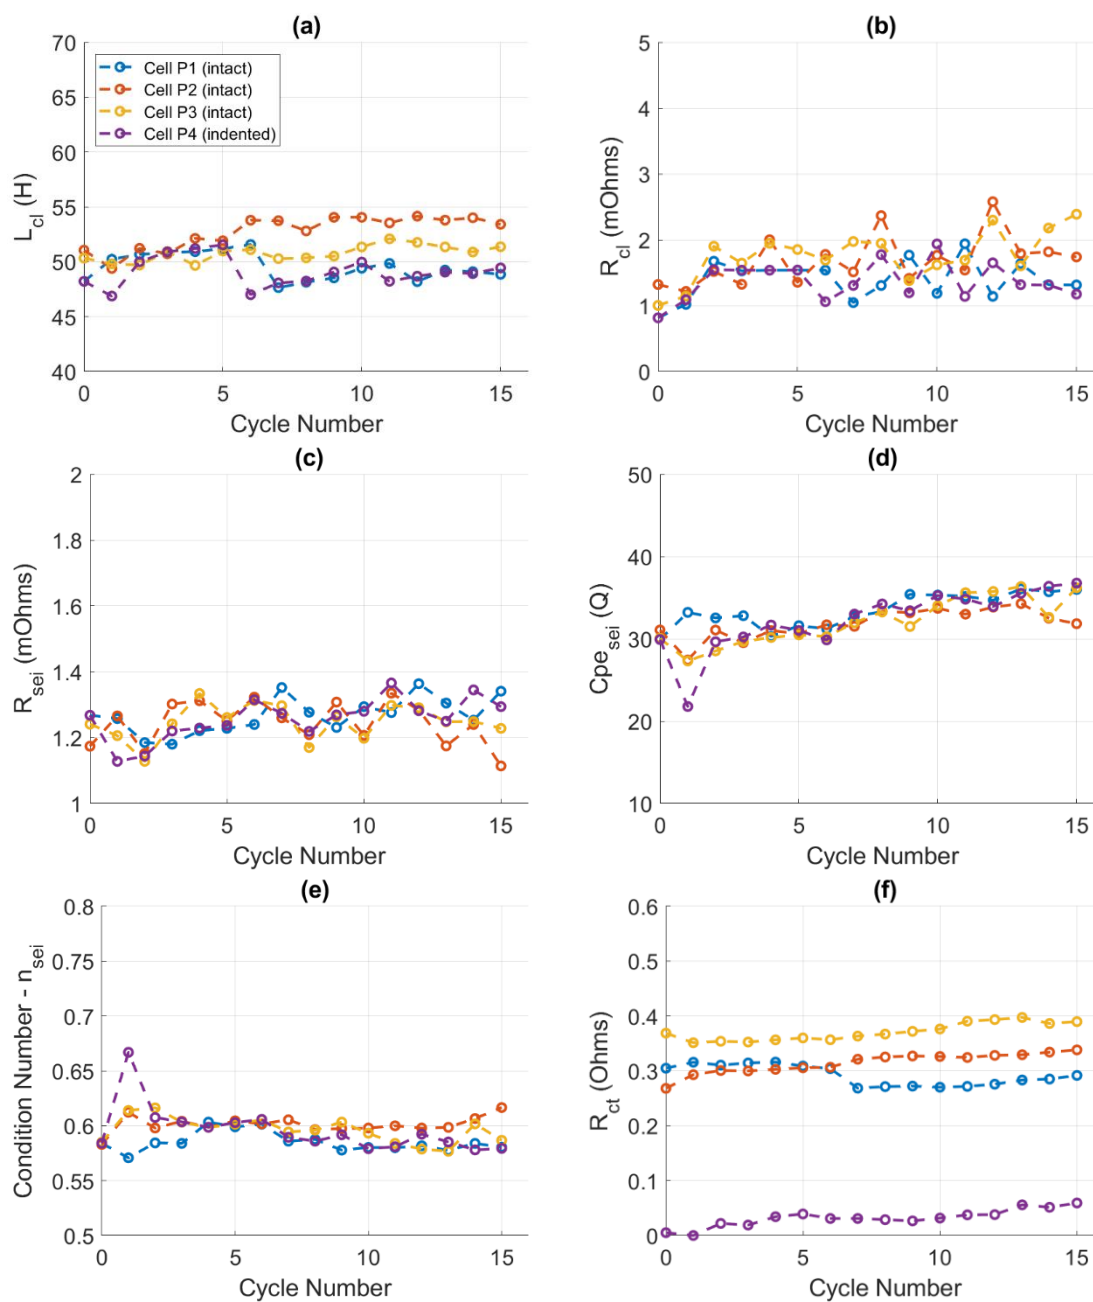 (a)
70
65
60
55
50
45
40
L_cl (H)
Cell P1 (intact)
Cell P2 (intact)
Cell P3 (intact)
Cell P4 (indented)
0 5 10 15
Cycle Number
(b)
5
4
3
2
1
0
R_cl (mOhms)
0 5 10 15
Cycle Number
(c)
2
1.8
1.6
1.4
1.2
1
R_sei (mOhms)
0 5 10 15
Cycle Number
(d)
50
40
30
20
10
Cpe_sei (Q)
0 5 10 15
Cycle Number
(e)
0.8
0.75
0.7
0.65
0.6
0.55
0.5
Condition Number - n_sei
0 5 10 15
Cycle Number
(f)
0.6
0.5
0.4
0.3
0.2
0.1
0
R_ct (Ohms)
0 5 10 15
Cycle Number